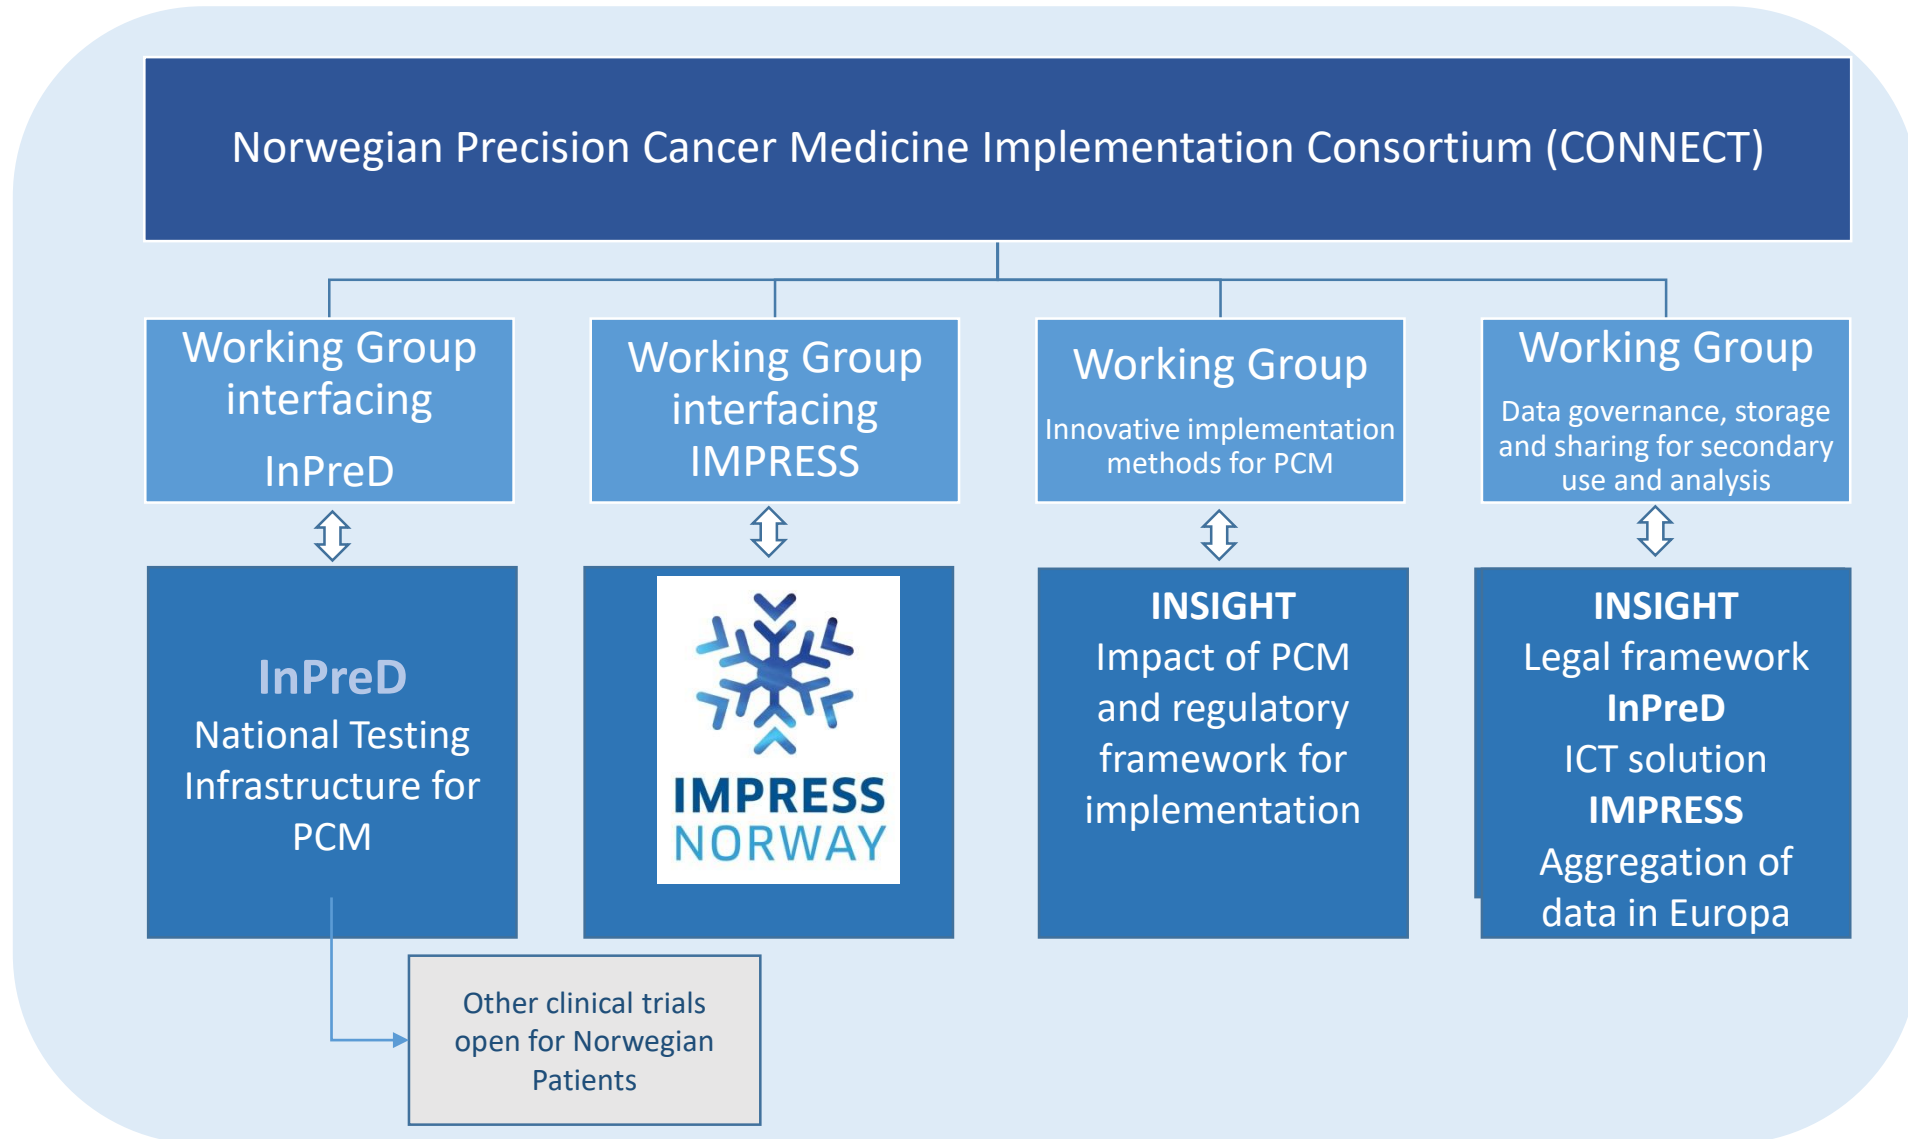 Norwegian Precision Cancer Medicine Implementation Consortium (CONNECT)
Working Group
interfacing
InPreD
Working Group
interfacing
IMPRESS
Working Group
Innovative implementation
methods for PCM
Working Group
Data governance, storage
and sharing for secondary
use and analysis
InPreD
National Testing
Infrastructure for
PCM
IMPRESS
NORWAY
INSIGHT
Impact of PCM
and regulatory
framework for
implementation
INSIGHT
Legal framework
InPreD
ICT solution
IMPRESS
Aggregation of
data in Europa
Other clinical trials
open for Norwegian
Patients